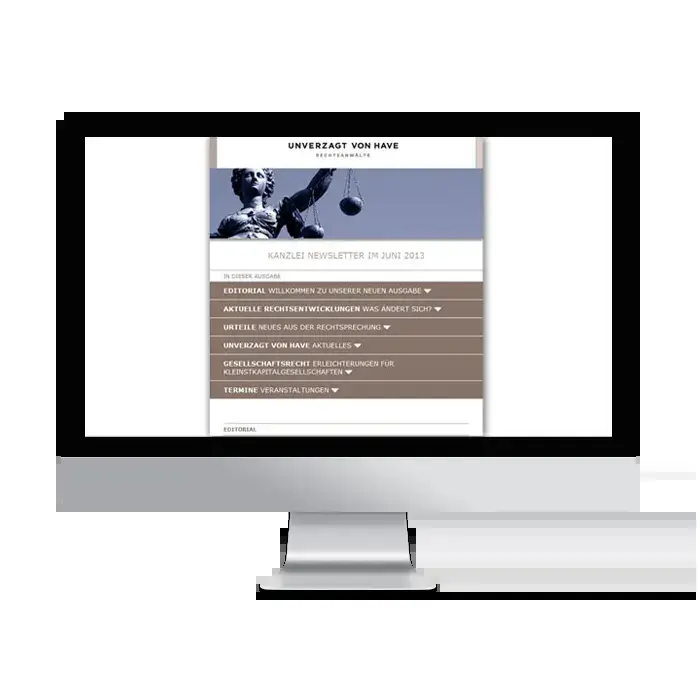 UNVERZAGT VON HAVE
RECHTSANWÄLTE
KANZLEI NEWSLETTER IM JUNI 2013
IN DIESER AUSGABE
EDITORIAL WILLKOMMEN ZU UNSERER NEUEN AUSGABE
AKTUELLE RECHTSENTWICKLUNGEN WAS ÄNDERT SICH?
URTEILE NEUES AUS DER RECHTSPRECHUNG
UNVERZAGT VON HAVE AKTUELLES
GESELLSCHAFTSRECHT ERLEICHTERUNGEN FÜR
KLEINSTKAPITALGESELLSCHAFTEN
TERMINE VERANSTALTUNGEN
EDITORIAL